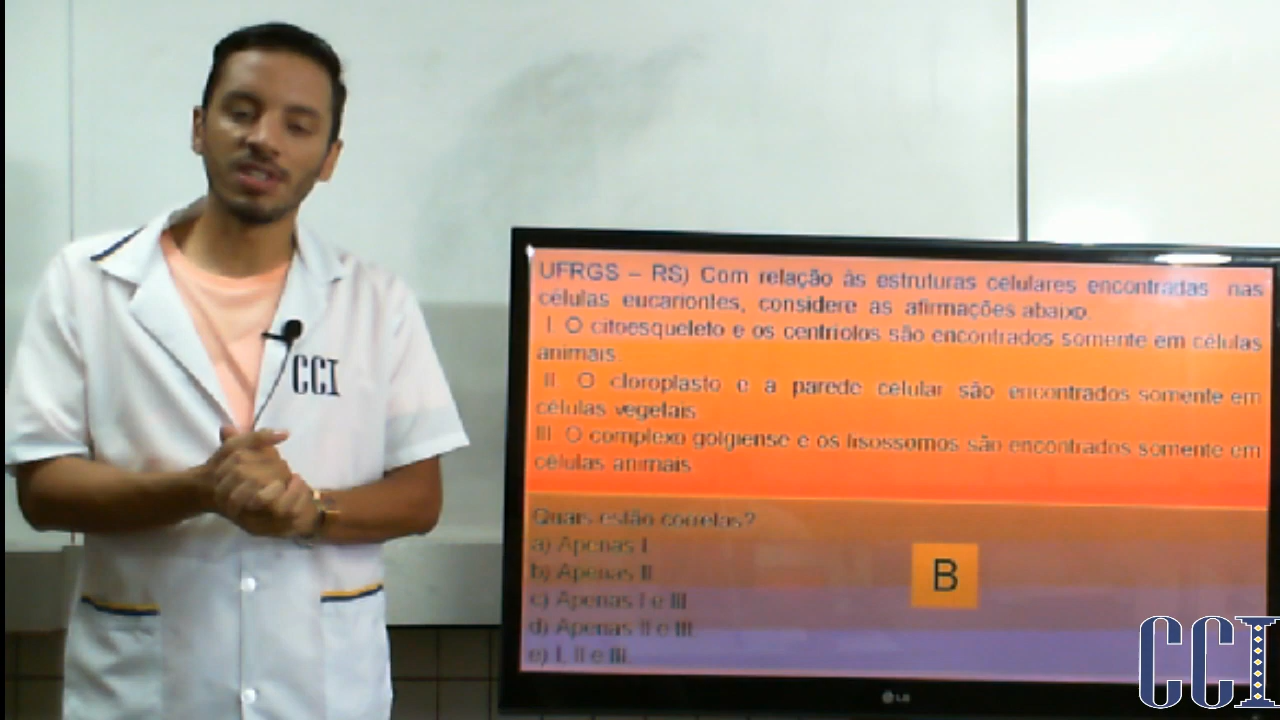 CCI
UFRGS – RS) Com relação às estruturas celulares encontradas nas
células eucariontes, considere as afirmações abaixo.
I. O citoesqueleto e os centríolos são encontrados somente em células
animais.
II. O cloroplasto e a parede celular são encontrados somente em
células vegetais
III. O complexo golgiense e os lisossomos são encontrados somente em
células animais
Quais estão corretas?
a) Apenas I
b) Apenas II
c) Apenas I e III
d) Apenas II e III
e) I, II e III.
B
LG
CCI